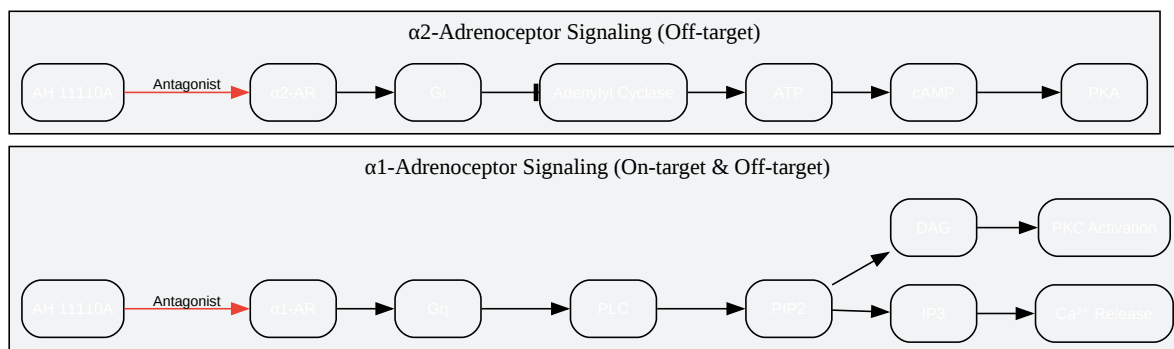 α2-Adrenoceptor Signaling (Off-target)
AH 11110A
Antagonist
α2-AR
Gi
Adenylyl Cyclase
ATP
cAMP
PKA
α1-Adrenoceptor Signaling (On-target & Off-target)
DAG
PKC Activation
AH 11110A
Antagonist
α1-AR
Gq
PLC
PIP2
IP3
Ca²⁺ Release